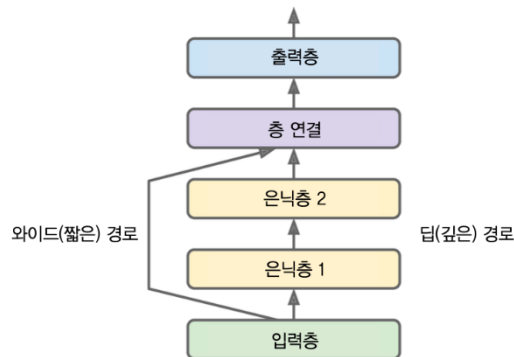 출력층
층 연결
은닉층 2
와이드(짧은) 경로
딥(깊은) 경로
은닉층 1
입력층